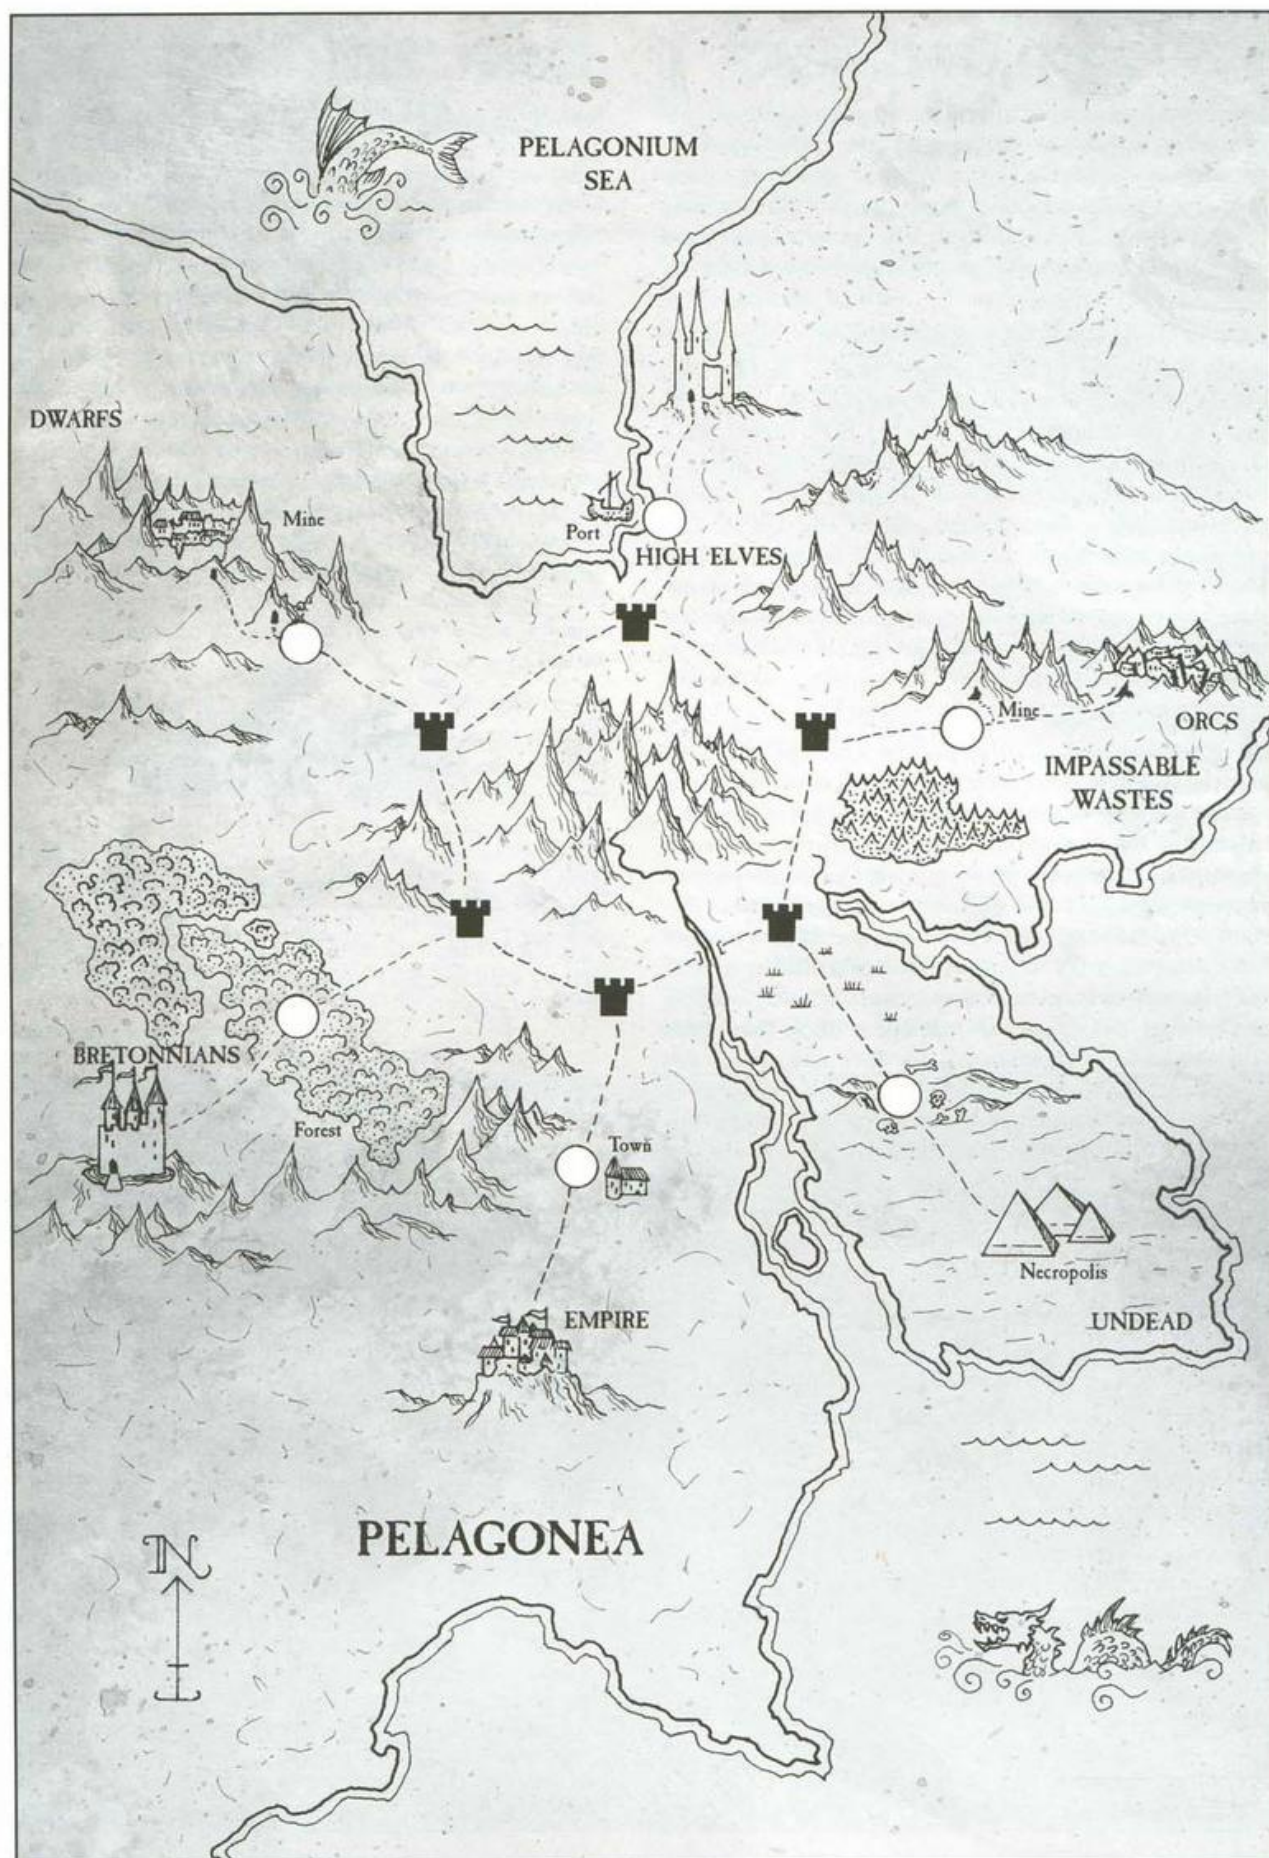 PELAGONIUM
SEA
DWARFS
Mine
Port
HIGH ELVES
Mine
ORCS
IMPASSABLE
WASTES
BRETONNIANS
Forest
Town
Necropolis
EMPIRE
UNDEAD
PELAGONEA
N